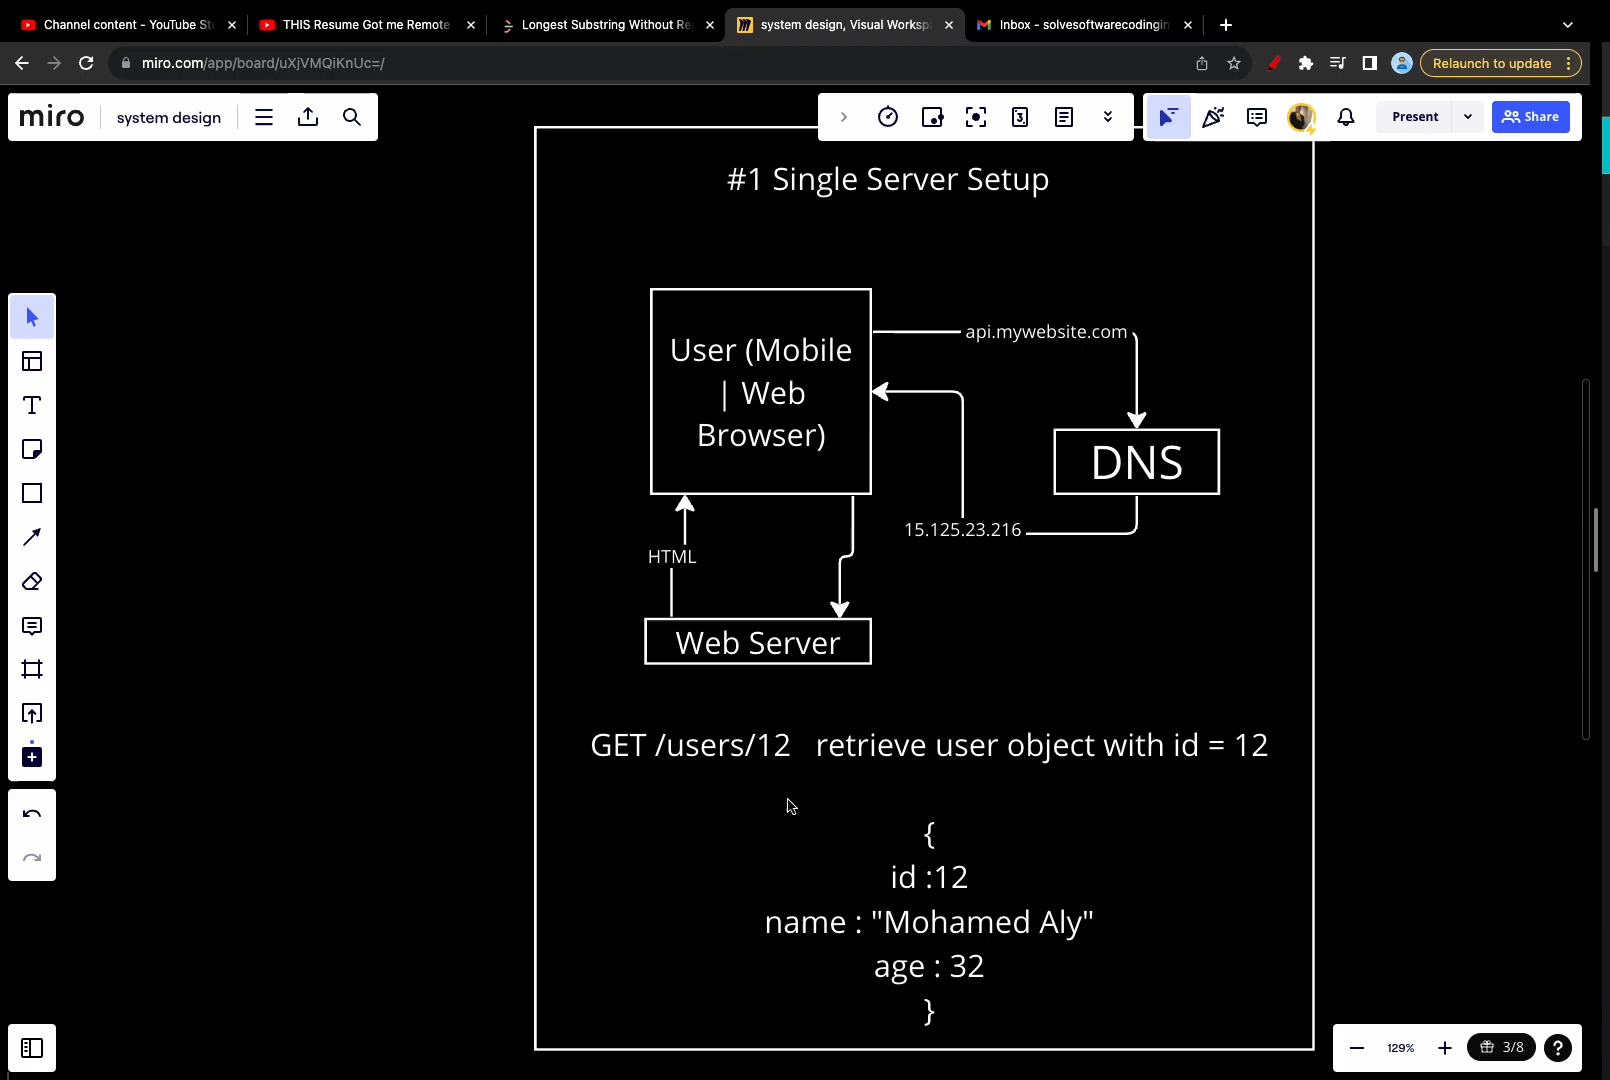 Channel content - YouTube St
THIS Resume Got me Remote
Longest Substring Without Re
system design, Visual Worksp
Inbox - solvesoftwarecodingin
miro.com/app/board/uXjVMQiKnUc=/
Relaunch to update
miro
system design
Present
Share
#1 Single Server Setup
User (Mobile
| Web
Browser)
api.mywebsite.com
DNS
15.125.23.216
HTML
Web Server
GET /users/12 retrieve user object with id = 12
{
id :12
name : "Mohamed Aly"
age : 32
}
129%
3/8